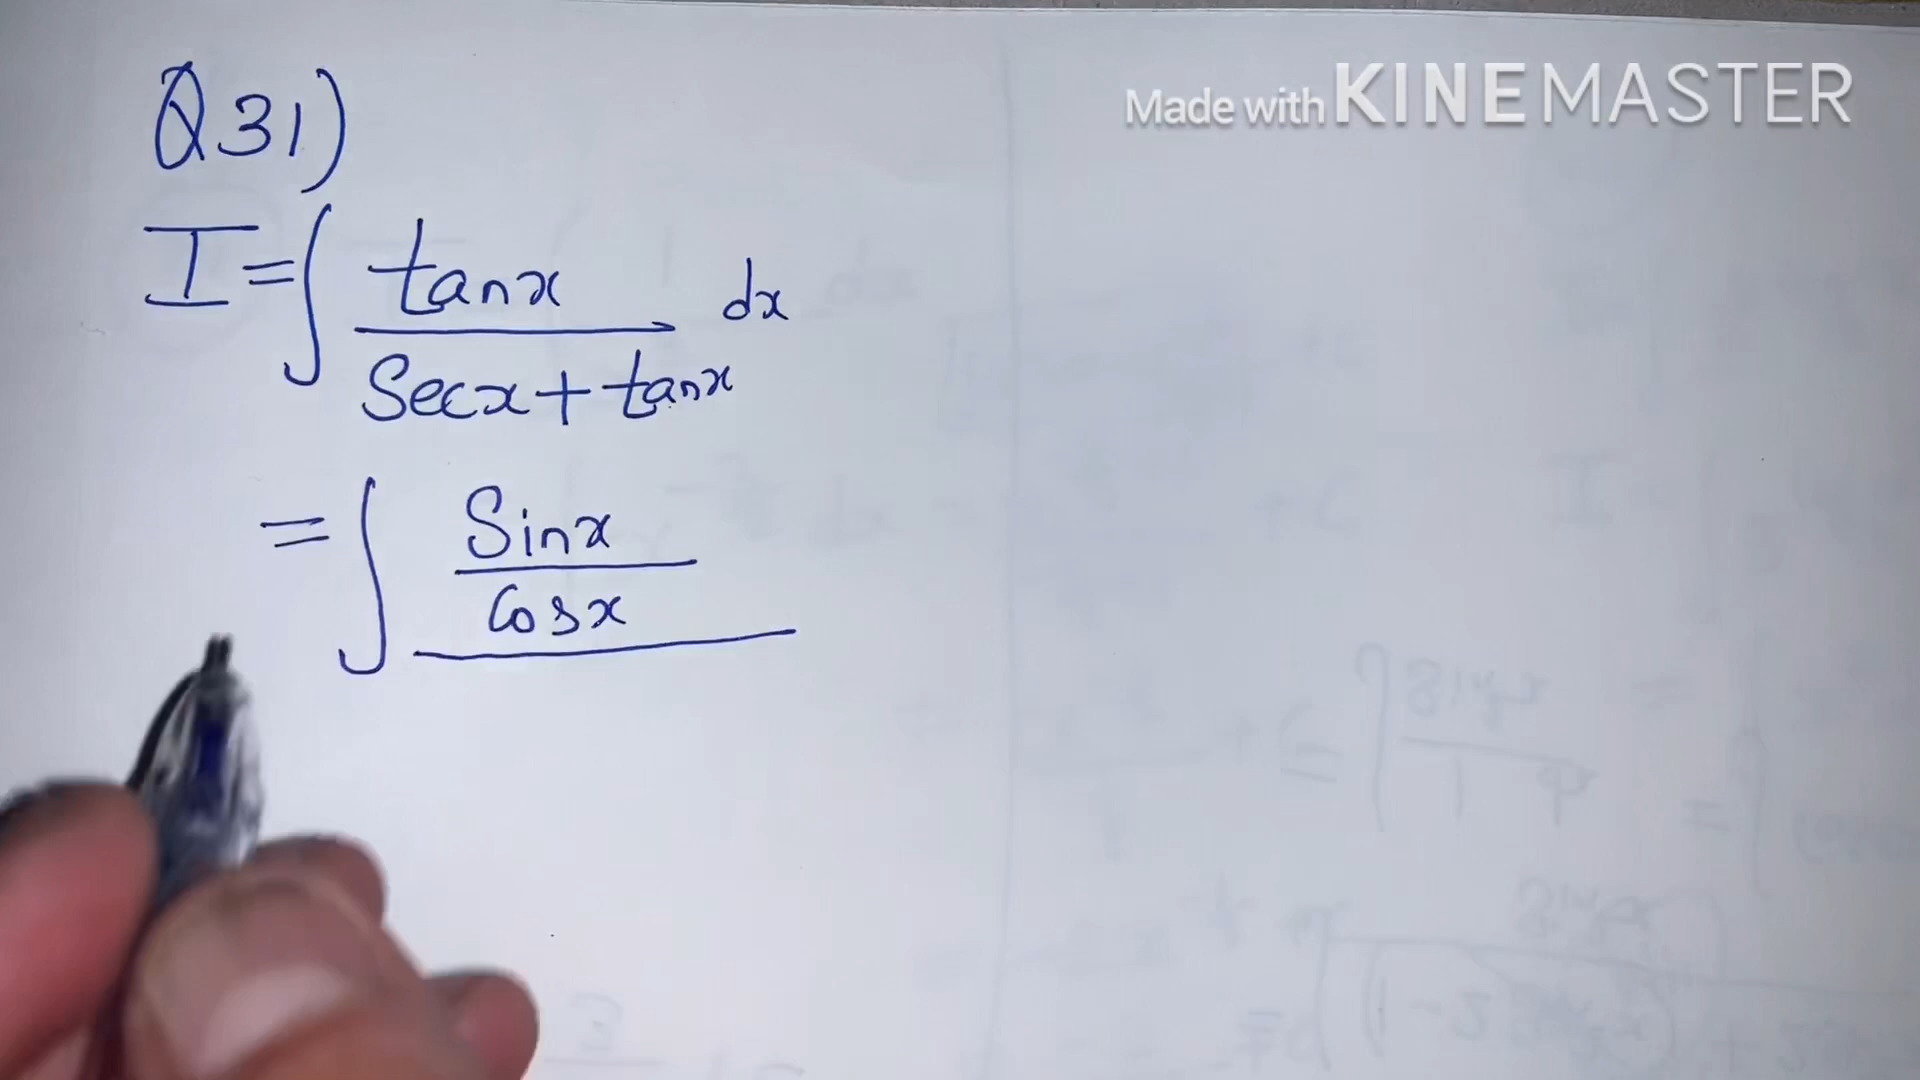 Q31)
Made with KINEMASTER
I = ∫ tanx / Secx + tanx dx
= ∫ Sinx / Cosx